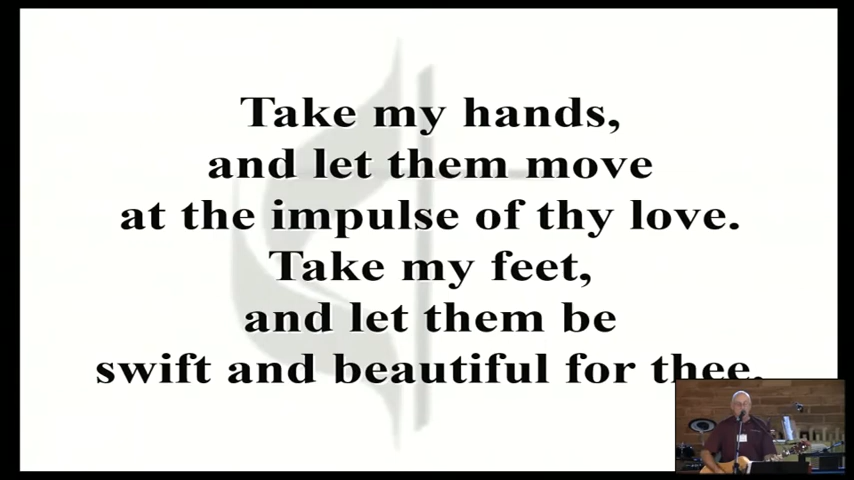 Take my hands,
and let them move
at the impulse of thy love.
Take my feet,
and let them be
swift and beautiful for thee.